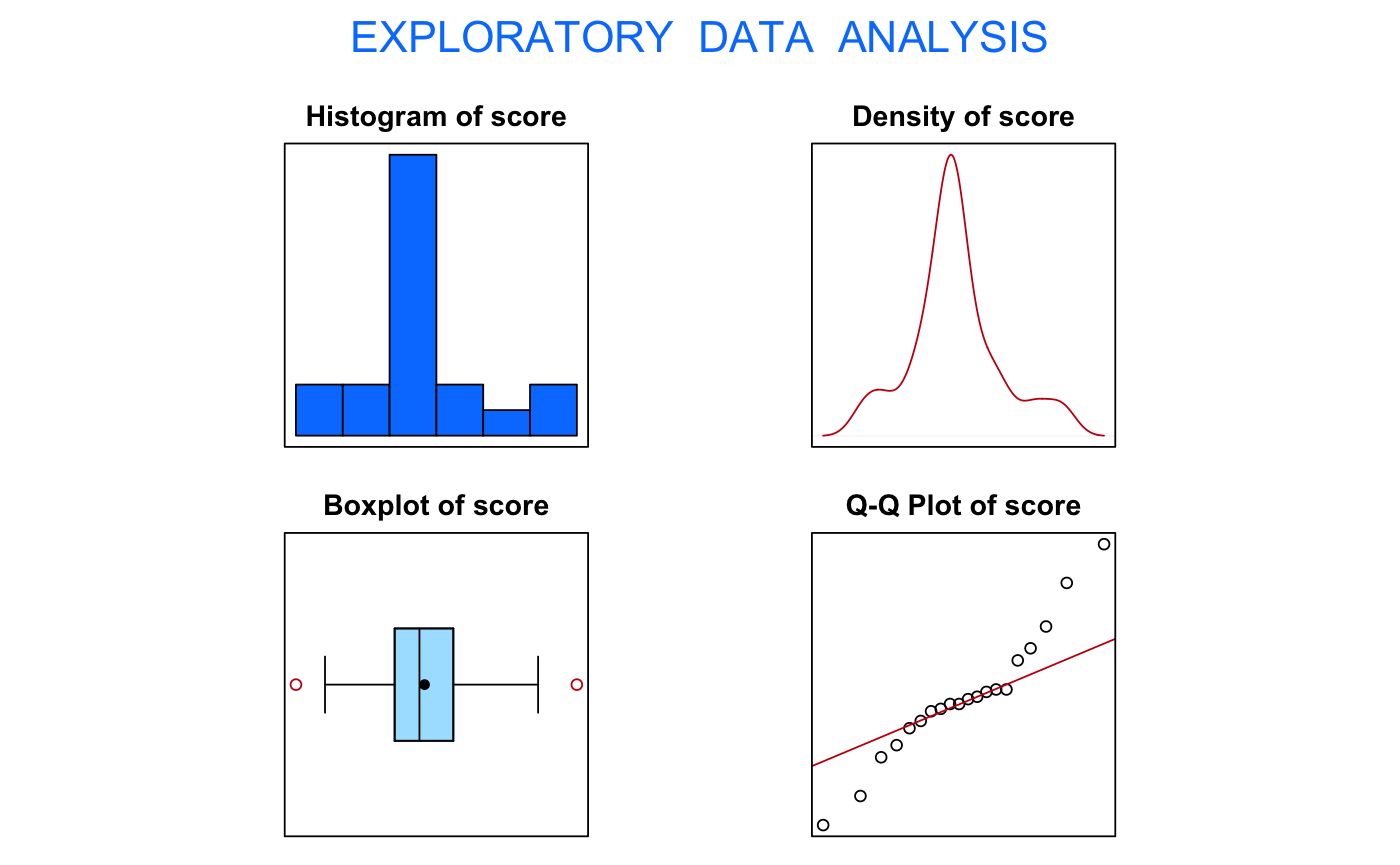 EXPLORATORY DATA ANALYSIS
Histogram of score
Density of score
Boxplot of score
Q-Q Plot of score